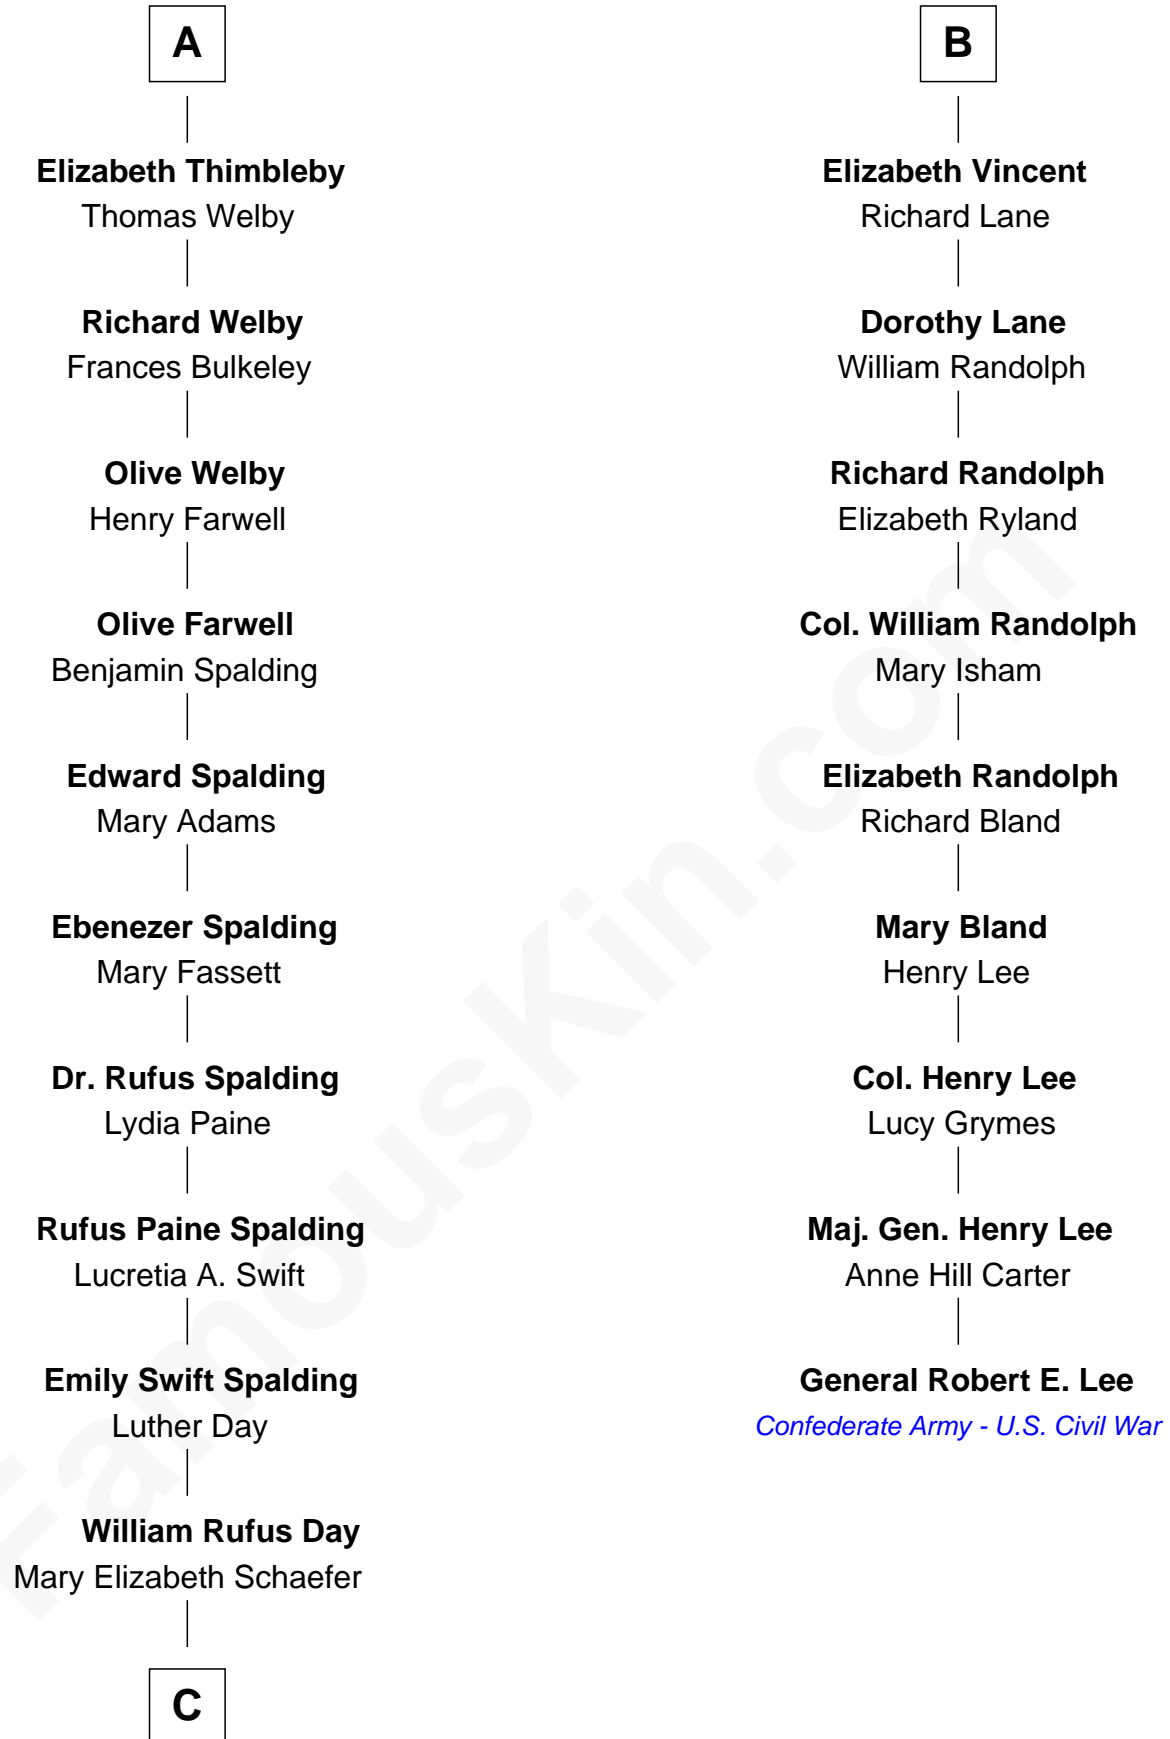 A
Elizabeth Thimbleby
Thomas Welby
Richard Welby
Frances Bulkeley
Olive Welby
Henry Farwell
Olive Farwell
Benjamin Spalding
Edward Spalding
Mary Adams
Ebenezer Spalding
Mary Fassett
Dr. Rufus Spalding
Lydia Paine
Rufus Paine Spalding
Lucretia A. Swift
Emily Swift Spalding
Luther Day
William Rufus Day
Mary Elizabeth Schaefer
C
B
Elizabeth Vincent
Richard Lane
Dorothy Lane
William Randolph
Richard Randolph
Elizabeth Ryland
Col. William Randolph
Mary Isham
Elizabeth Randolph
Richard Bland
Mary Bland
Henry Lee
Col. Henry Lee
Lucy Grymes
Maj. Gen. Henry Lee
Anne Hill Carter
General Robert E. Lee
Confederate Army - U.S. Civil War
FamousKin.com